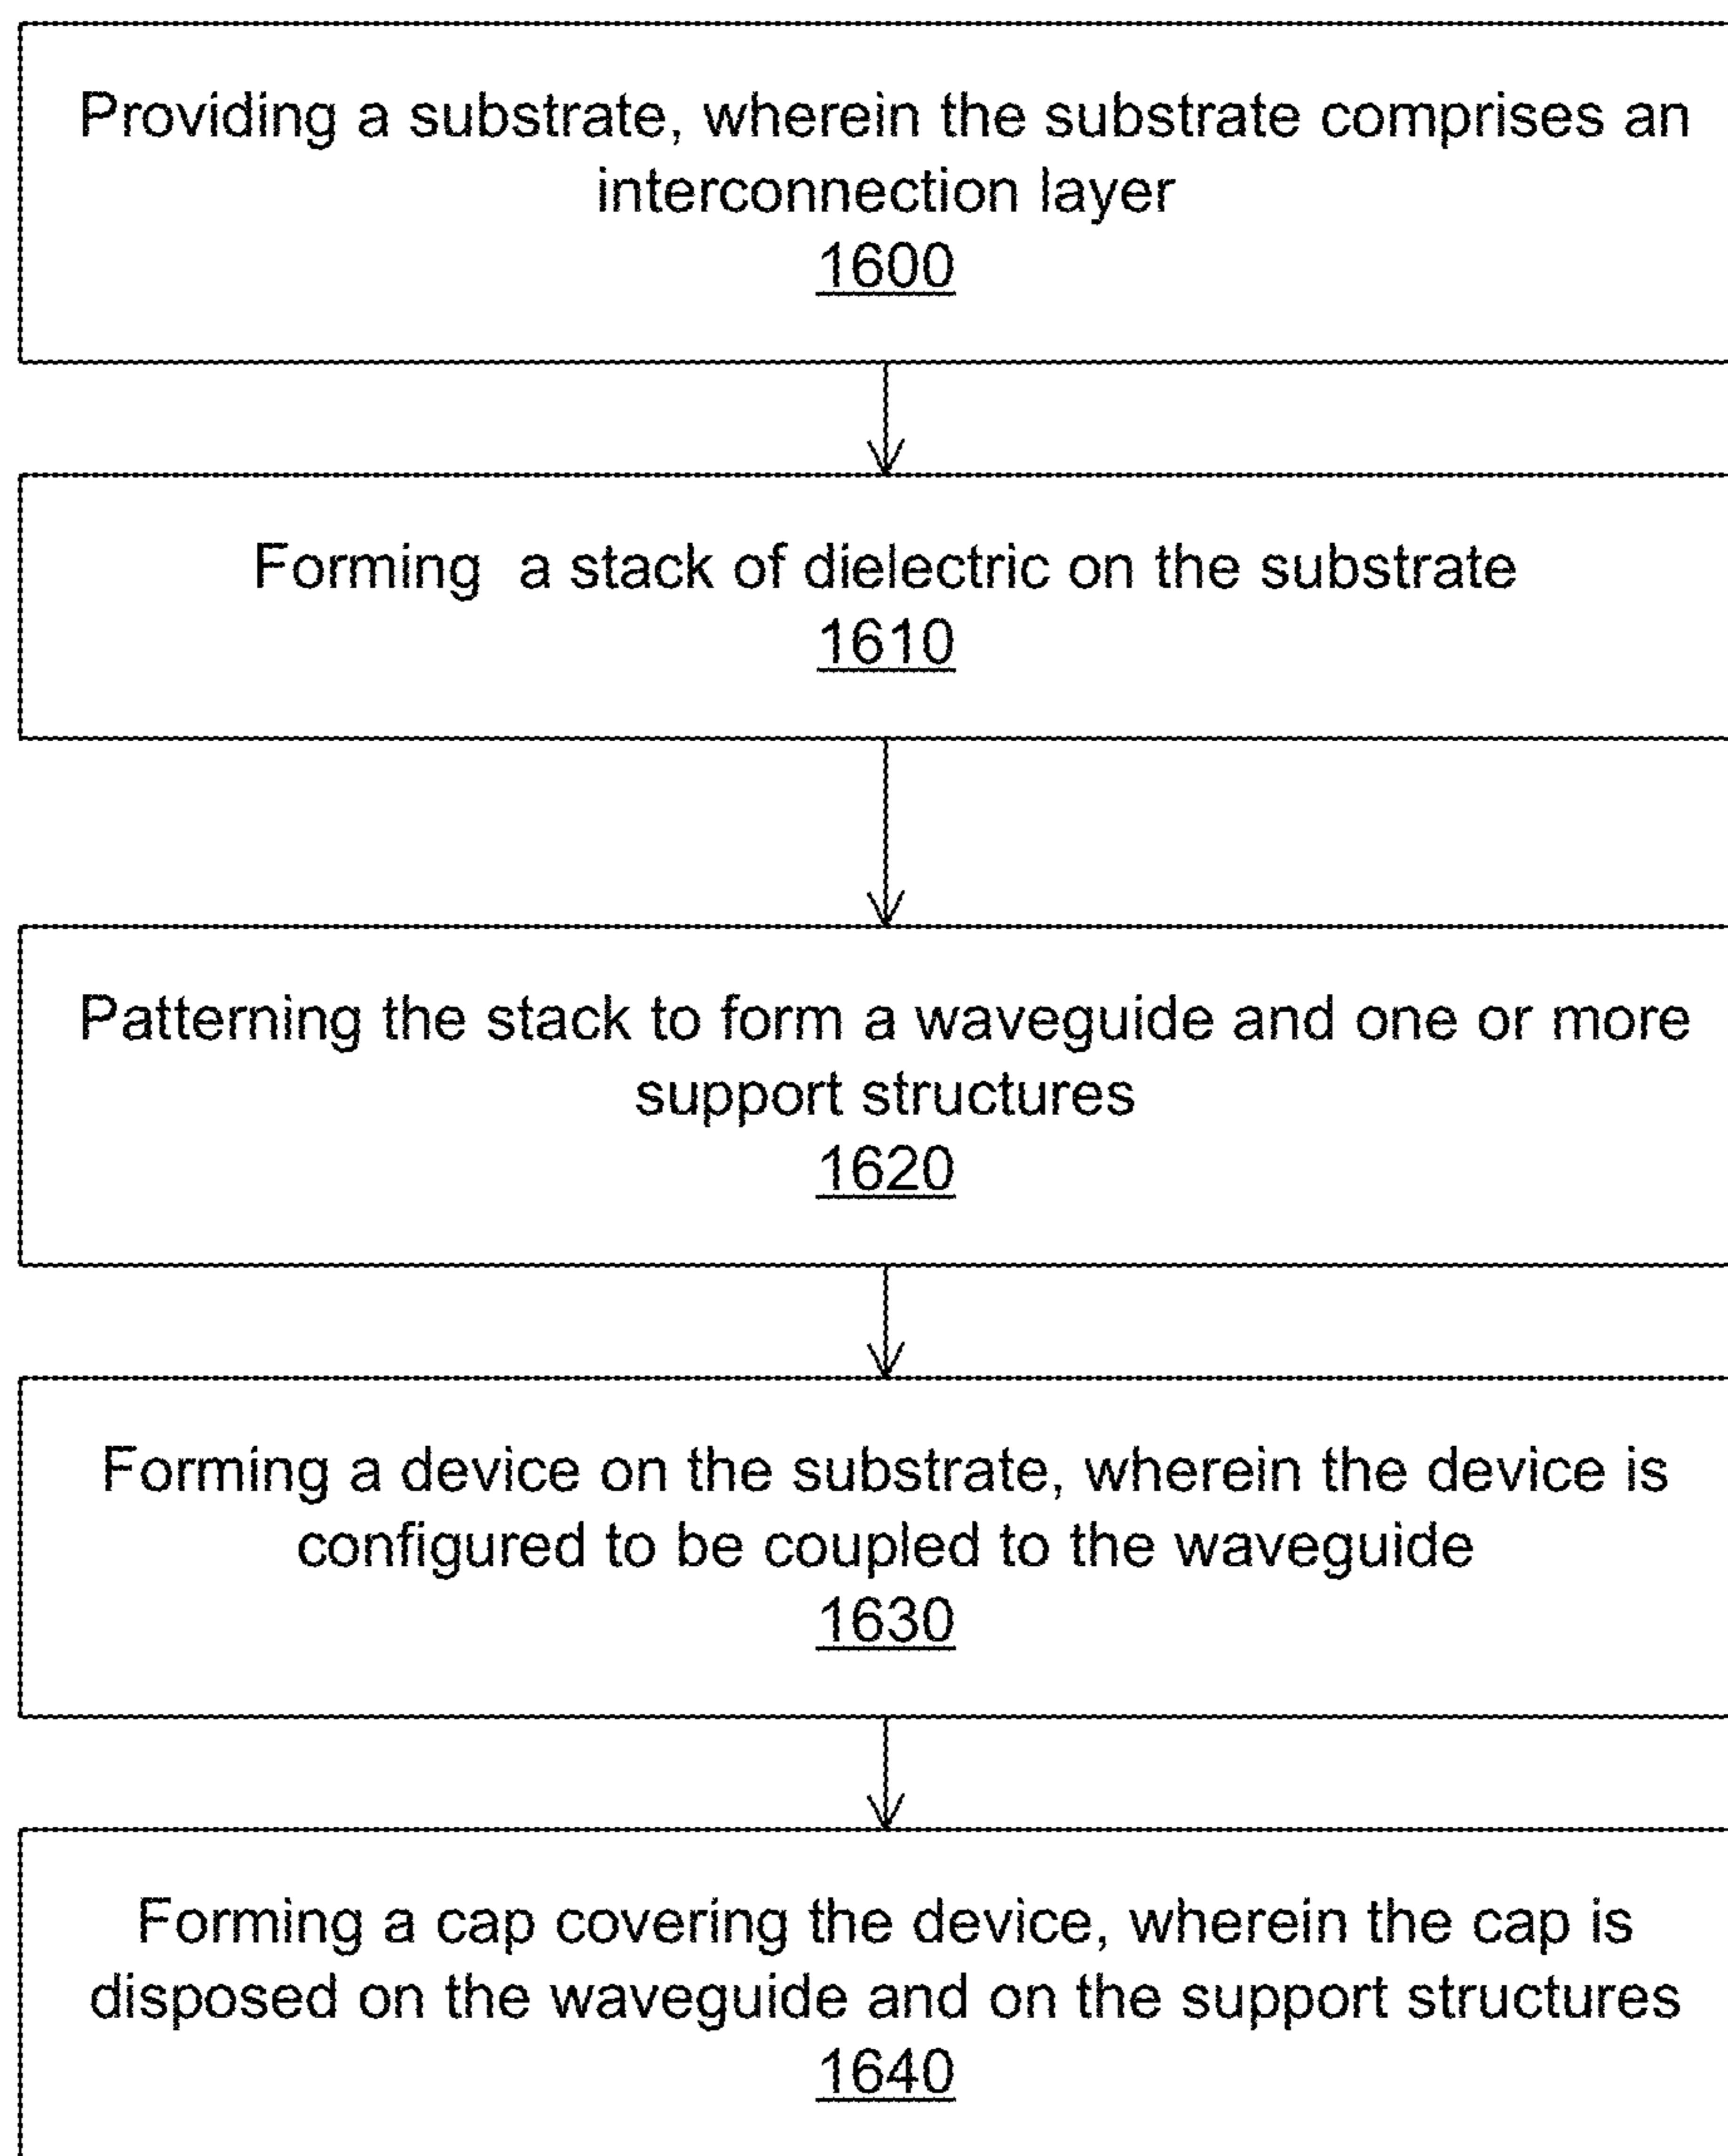 Providing a substrate, wherein the substrate comprises an
interconnection layer
1600
Forming a stack of dielectric on the substrate
1610
Patterning the stack to form a waveguide and one or more
support structures
1620
Forming a device on the substrate, wherein the device is
configured to be coupled to the waveguide
1630
Forming a cap covering the device, wherein the cap is
disposed on the waveguide and on the support structures
1640